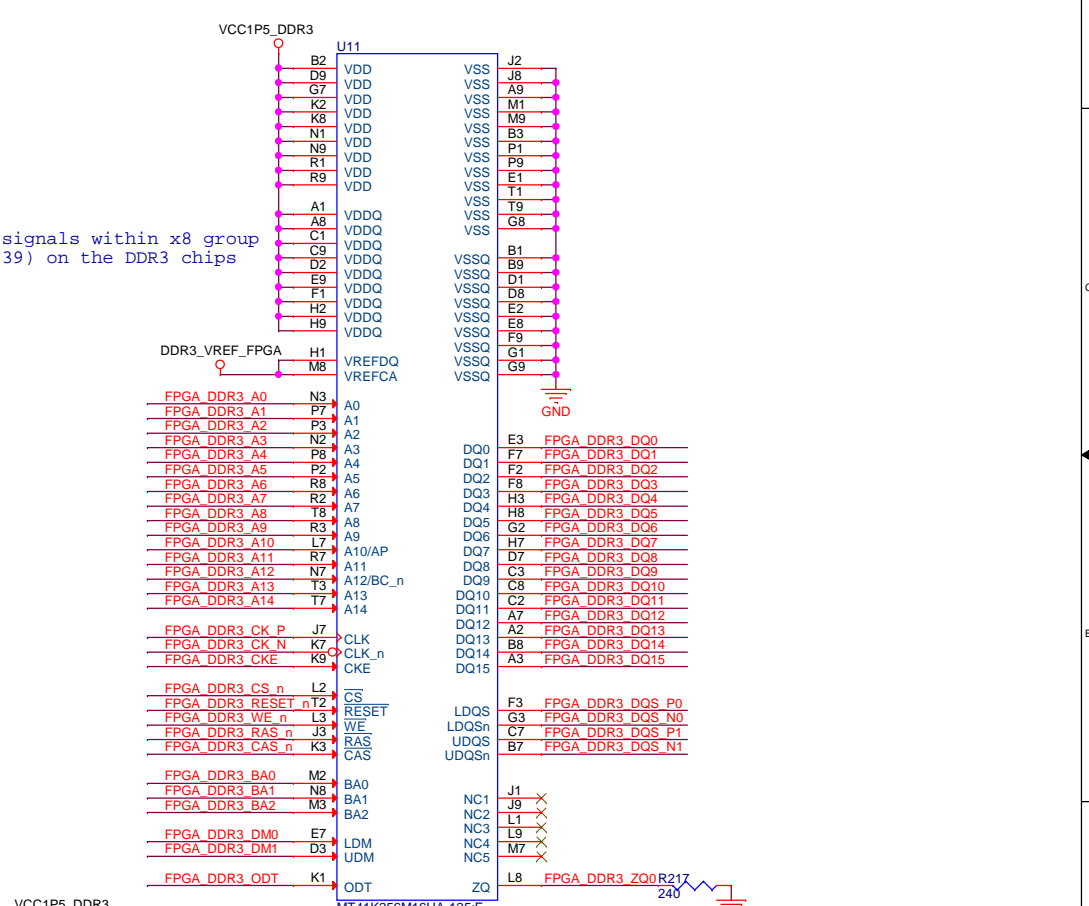 VCC1P5_DDR3
U11
B2 VDD VSS J2
D9 VDD VSS J8
G7 VDD VSS A9
K2 VDD VSS M1
K8 VDD VSS M9
N1 VDD VSS B3
N9 VDD VSS P1
R1 VDD VSS P9
R9 VDD VSS E1
VSS T1
A1 VDDQ VSS T9
A8 VDDQ VSS G8
C1 VDDQ
C9 VDDQ VSSQ B1
D2 VDDQ VSSQ B9
E9 VDDQ VSSQ D1
F1 VDDQ VSSQ D8
H2 VDDQ VSSQ E2
H9 VDDQ VSSQ E8
VSSQ F9
DDR3_VREF_FPGA H1 VREFDQ VSSQ G1
M8 VREFCA VSSQ G9
signals within x8 group
39) on the DDR3 chips
GND
FPGA_DDR3_A0 N3 A0
FPGA_DDR3_A1 P7 A1
FPGA_DDR3_A2 P3 A2
FPGA_DDR3_A3 N2 A3 DQ0 E3 FPGA_DDR3_DQ0
FPGA_DDR3_A4 P8 A4 DQ1 F7 FPGA_DDR3_DQ1
FPGA_DDR3_A5 P2 A5 DQ2 F2 FPGA_DDR3_DQ2
FPGA_DDR3_A6 R8 A6 DQ3 F8 FPGA_DDR3_DQ3
FPGA_DDR3_A7 R2 A7 DQ4 H3 FPGA_DDR3_DQ4
FPGA_DDR3_A8 T8 A8 DQ5 H8 FPGA_DDR3_DQ5
FPGA_DDR3_A9 R3 A9 DQ6 G2 FPGA_DDR3_DQ6
FPGA_DDR3_A10 L7 A10/AP DQ7 H7 FPGA_DDR3_DQ7
FPGA_DDR3_A11 R7 A11 DQ8 D7 FPGA_DDR3_DQ8
FPGA_DDR3_A12 N7 A12/BC_n DQ9 C3 FPGA_DDR3_DQ9
FPGA_DDR3_A13 T3 A13 DQ10 C8 FPGA_DDR3_DQ10
FPGA_DDR3_A14 T7 A14 DQ11 C2 FPGA_DDR3_DQ11
DQ12 A7 FPGA_DDR3_DQ12
FPGA_DDR3_CK_P J7 CLK DQ13 A2 FPGA_DDR3_DQ13
FPGA_DDR3_CK_N K7 CLK_n DQ14 B8 FPGA_DDR3_DQ14
FPGA_DDR3_CKE K9 CKE DQ15 A3 FPGA_DDR3_DQ15
FPGA_DDR3_CS_n L2 CS
FPGA_DDR3_RESET_n T2 RESET LDQS F3 FPGA_DDR3_DQS_P0
FPGA_DDR3_WE_n L3 WE LDQSn G3 FPGA_DDR3_DQS_N0
FPGA_DDR3_RAS_n J3 RAS UDQS C7 FPGA_DDR3_DQS_P1
FPGA_DDR3_CAS_n K3 CAS UDQSn B7 FPGA_DDR3_DQS_N1
FPGA_DDR3_BA0 M2 BA0
FPGA_DDR3_BA1 N8 BA1 NC1 J1
FPGA_DDR3_BA2 M3 BA2 NC2 J9
NC3 L1
FPGA_DDR3_DM0 E7 LDM NC4 L9
FPGA_DDR3_DM1 D3 UDM NC5 M7
FPGA_DDR3_ODT K1 ODT ZQ L8 FPGA_DDR3_ZQ0 R217
240
VCC1P5_DDR3